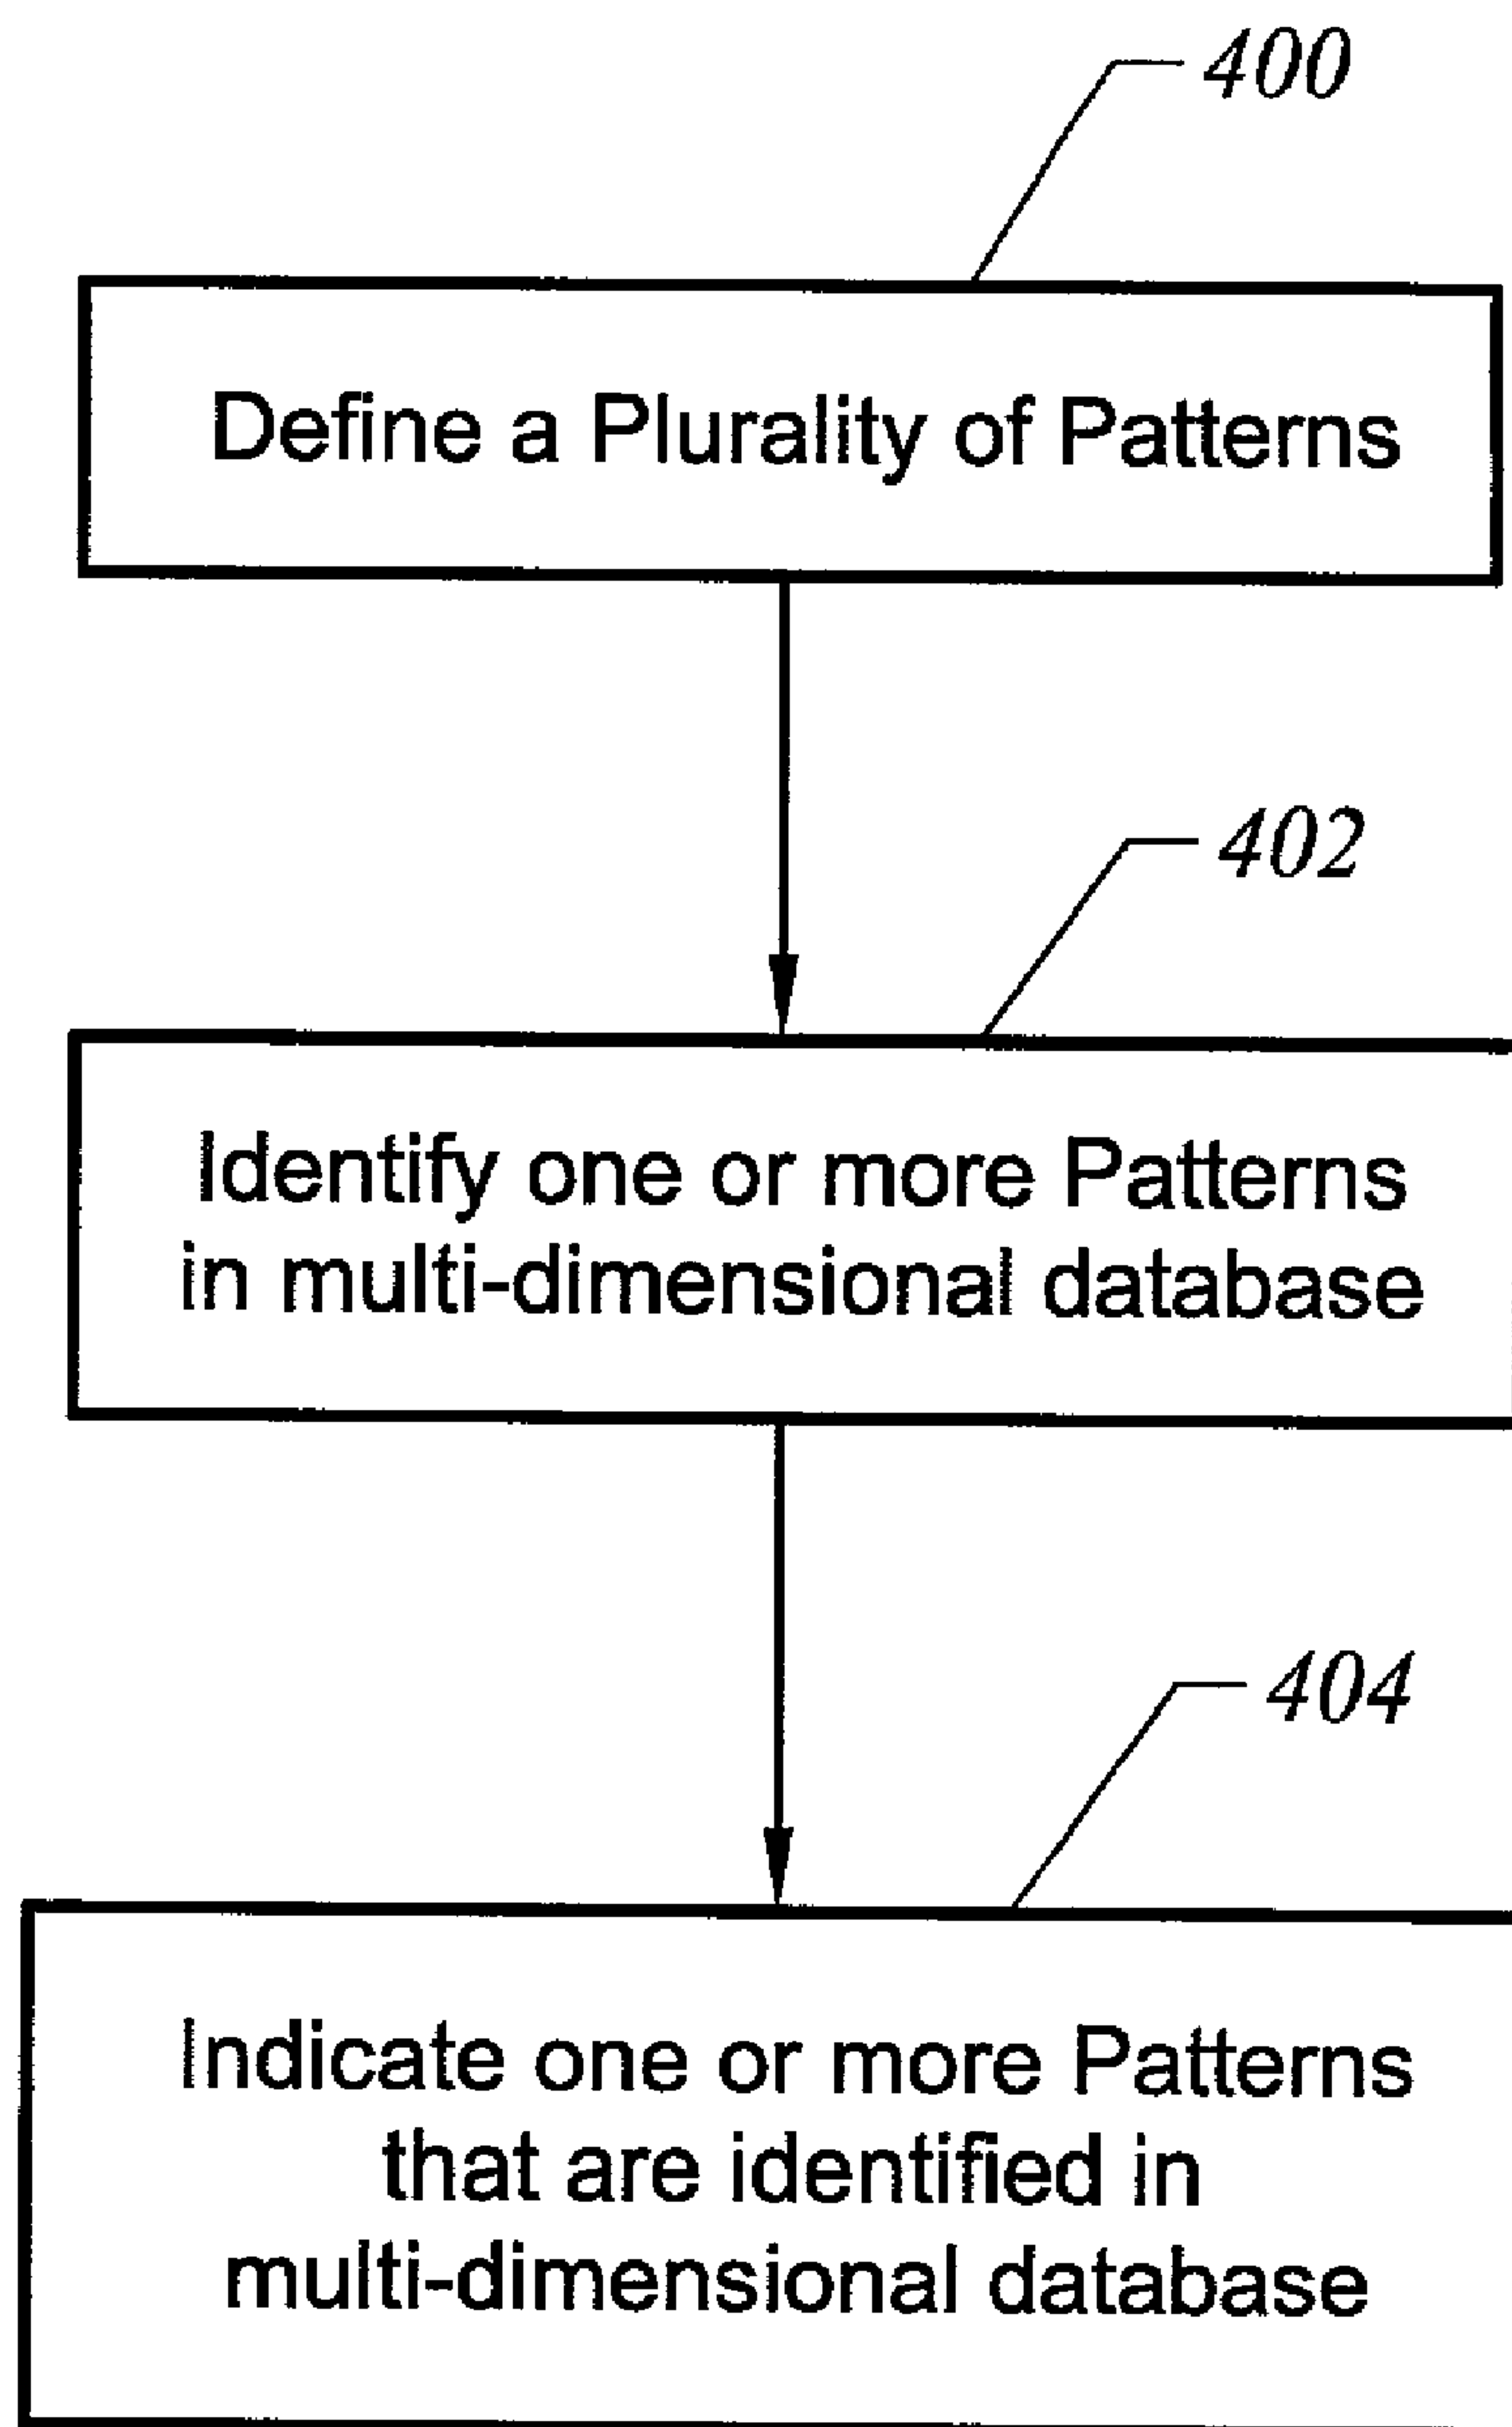 400
Define a Plurality of Patterns
402
Identify one or more Patterns
in multi-dimensional database
404
Indicate one or more Patterns
that are identified in
multi-dimensional database